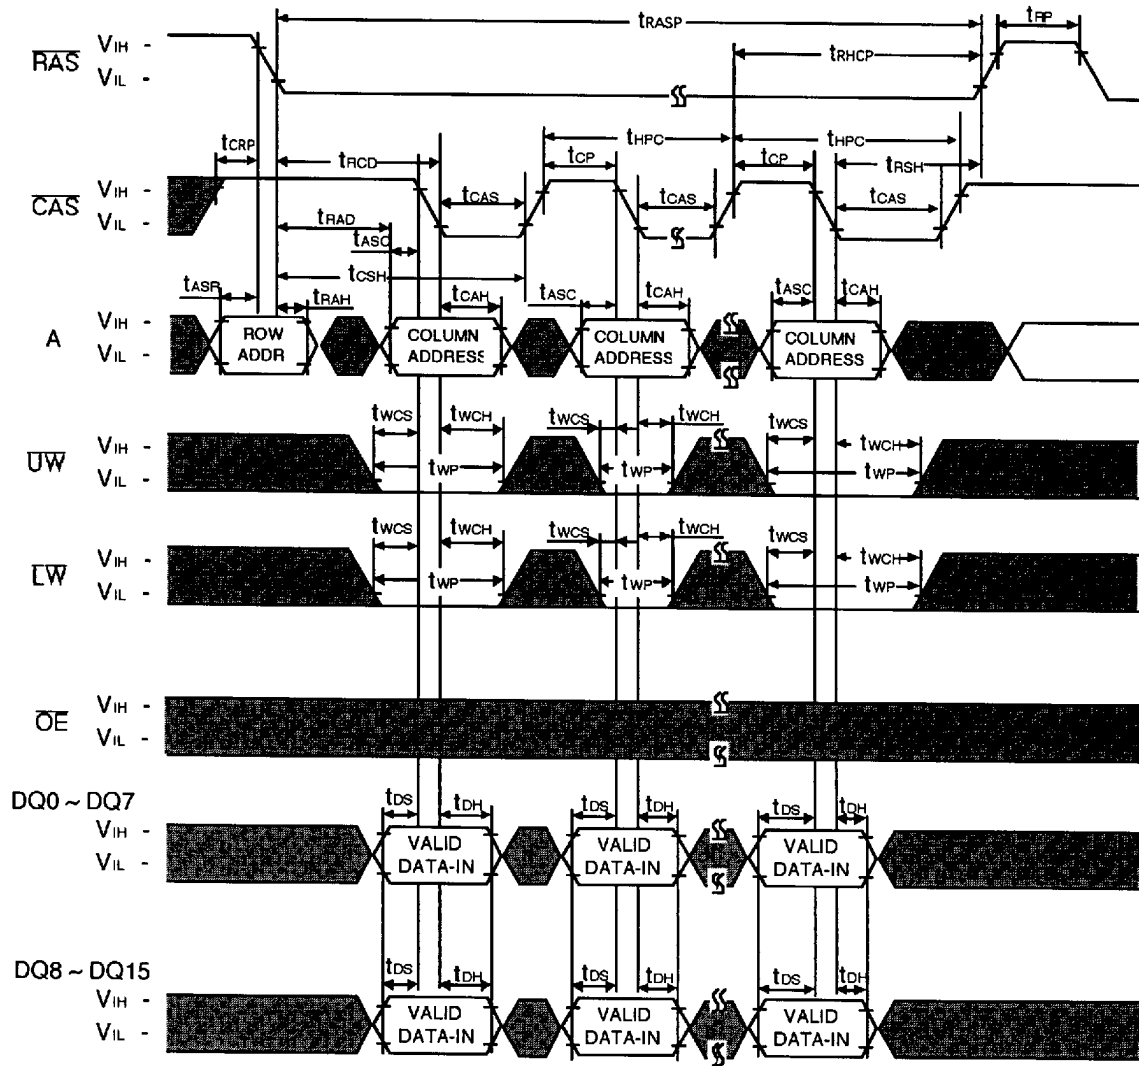 tRASP
tRP
RAS
VIH -
VIL -
tRHCP
tCRP
tRCD
tHPC
tHPC
tCP
tCP
tRSH
CAS
VIH -
VIL -
tCAS
tCAS
tCAS
tRAD
tASC
tCSH
tASR
tRAH
tCAH
tASC
tCAH
tASC
tCAH
A
VIH -
VIL -
ROW ADDR
COLUMN ADDRESS
COLUMN ADDRESS
COLUMN ADDRESS
UW
VIH -
VIL -
tWCS
tWCH
tWCS
tWCH
tWCS
tWCH
tWP
tWP
tWP
LW
VIH -
VIL -
tWCS
tWCH
tWCS
tWCH
tWCS
tWCH
tWP
tWP
tWP
OE
VIH -
VIL -
DQ0 ~ DQ7
VIH -
VIL -
tDS
tDH
tDS
tDH
tDS
tDH
VALID DATA-IN
VALID DATA-IN
VALID DATA-IN
DQ8 ~ DQ15
VIH -
VIL -
tDS
tDH
tDS
tDH
tDS
tDH
VALID DATA-IN
VALID DATA-IN
VALID DATA-IN